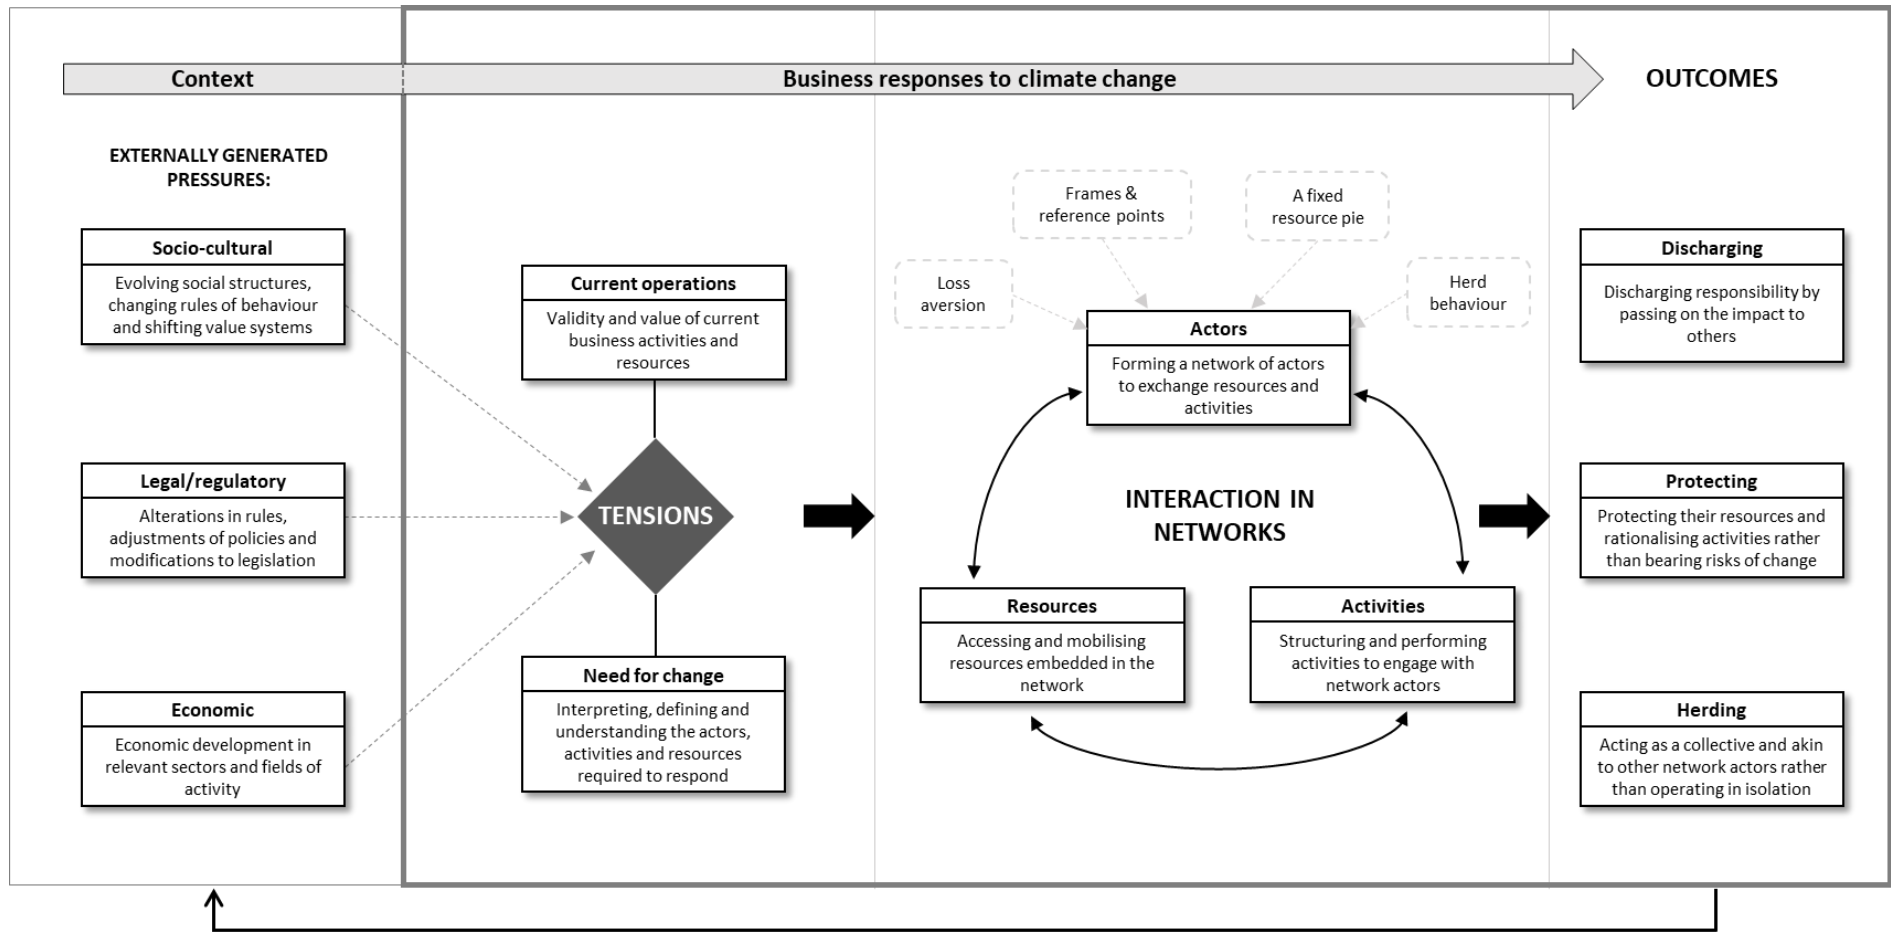 Context
Business responses to climate change
OUTCOMES
EXTERNALLY GENERATED
PRESSURES:
Socio-cultural
Evolving social structures,
changing rules of behaviour
and shifting value systems
Legal/regulatory
Alterations in rules,
adjustments of policies and
modifications to legislation
Economic
Economic development in
relevant sectors and fields of
activity
Current operations
Validity and value of current
business activities and
resources
TENSIONS
Need for change
Interpreting, defining and
understanding the actors,
activities and resources
required to respond
Loss
aversion
Frames &
reference points
A fixed
resource pie
Herd
behaviour
Actors
Forming a network of actors
to exchange resources and
activities
INTERACTION IN
NETWORKS
Resources
Accessing and mobilising
resources embedded in the
network
Activities
Structuring and performing
activities to engage with
network actors
Discharging
Discharging responsibility by
passing on the impact to
others
Protecting
Protecting their resources and
rationalising activities rather
than bearing risks of change
Herding
Acting as a collective and akin
to other network actors rather
than operating in isolation